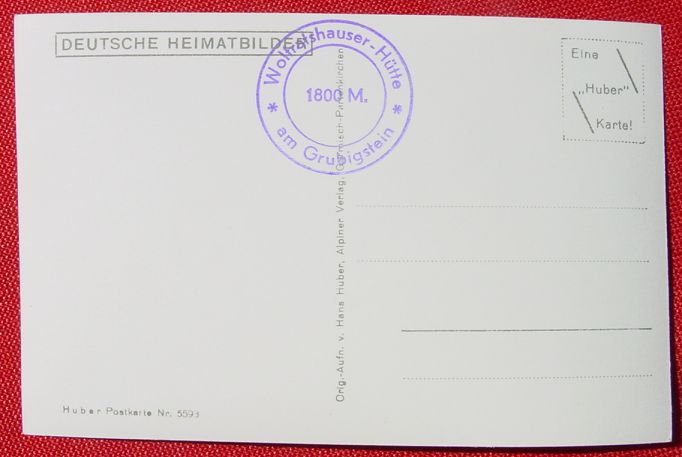 DEUTSCHE HEIMATBILDER
Wolfratshauser-Hütte
1800 M.
* am Grubigstein *
Eine
„Huber"
Karte!
Orig.-Aufn. v. Hans Huber, Alpiner Verlag, Garmisch-Partenkirchen
Huber Postkarte Nr. 5593